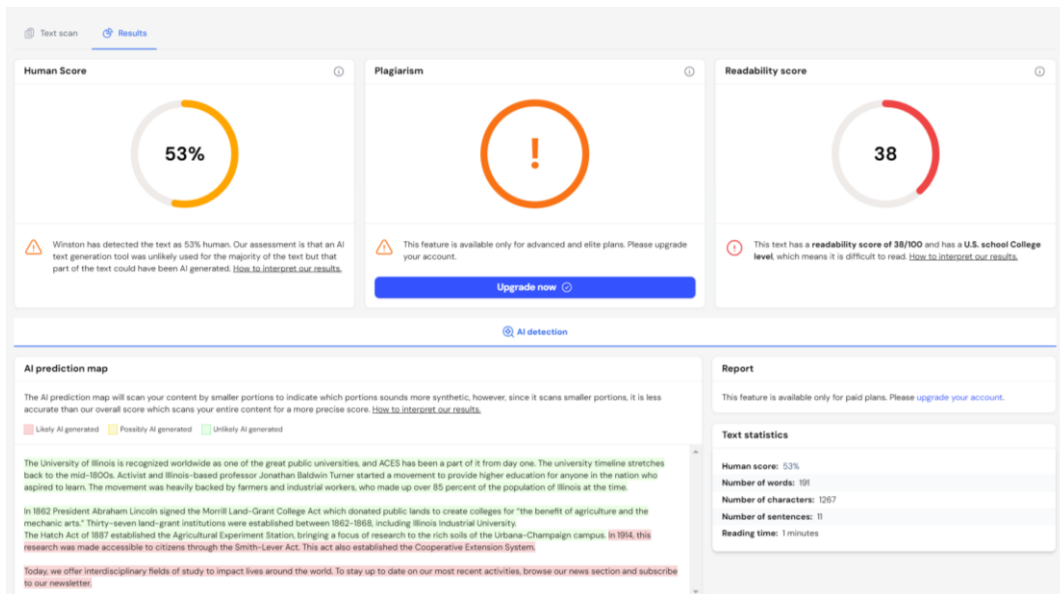 Text scan
Results
Human Score
53%
Winston has detected the text as 53% human. Our assessment is that an AI
text generation tool was unlikely used for the majority of the text but that
part of the text could have been AI generated. How to interpret our results.
Plagiarism
!
This feature is available only for advanced and elite plans. Please upgrade
your account.
Upgrade now
Readability score
38
This text has a readability score of 38/100 and has a U.S. school College
level, which means it is difficult to read. How to interpret our results.
AI detection
AI prediction map
The AI prediction map will scan your content by smaller portions to indicate which portions sounds more synthetic, however, since it scans smaller portions, it is less
accurate than our overall score which scans your entire content for a more precise score. How to interpret our results.
Likely AI generated
Possibly AI generated
Unlikely AI generated
The University of Illinois is recognized worldwide as one of the great public universities, and ACES has been a part of it from day one. The university timeline stretches
back to the mid-1800s. Activist and Illinois-based professor Jonathan Baldwin Turner started a movement to provide higher education for anyone in the nation who
aspired to learn. The movement was heavily backed by farmers and industrial workers, who made up over 85 percent of the population of Illinois at the time.
In 1862 President Abraham Lincoln signed the Morrill Land-Grant College Act which donated public lands to create colleges for “the benefit of agriculture and the
mechanic arts.” Thirty-seven land-grant institutions were established between 1862-1868, including Illinois Industrial University.
The Hatch Act of 1887 established the Agricultural Experiment Station, bringing a focus of research to the rich soils of the Urbana-Champaign campus. In 1914, this
research was made accessible to citizens through the Smith-Lever Act. This act also established the Cooperative Extension System.
Today, we offer interdisciplinary fields of study to impact lives around the world. To stay up to date on our most recent activities, browse our news section and subscribe
to our newsletter.
Report
This feature is available only for paid plans. Please upgrade your account.
Text statistics
Human score: 53%
Number of words: 191
Number of characters: 1267
Number of sentences: 11
Reading time: 1 minutes